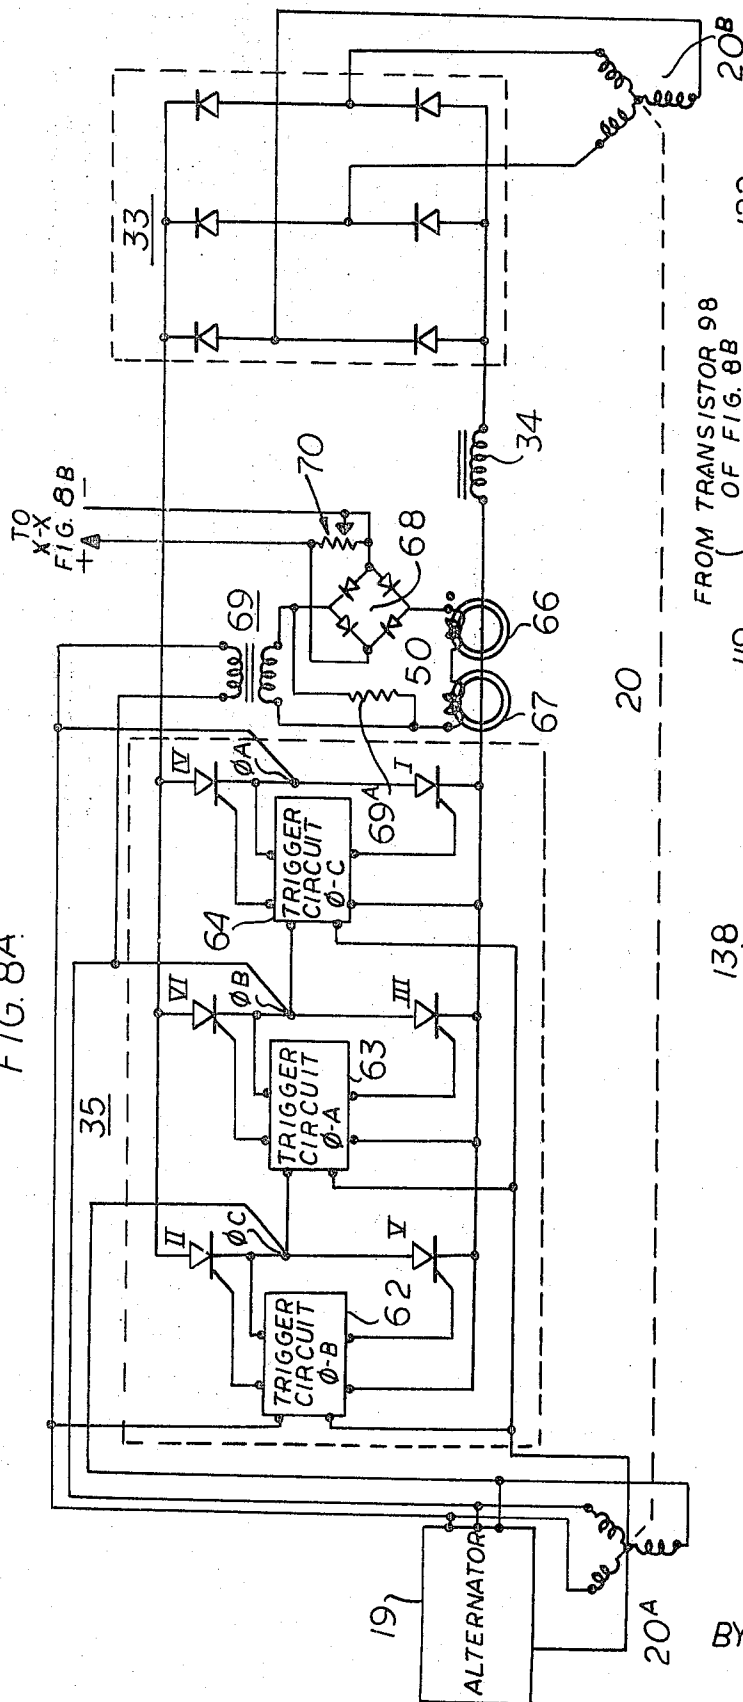 FIG. 8A
35
33
TO
X-X
FIG. 8B
+
—
69
70
68
50
66
67
34
69A
IV
ØA
I
TRIGGER
CIRCUIT
Ø-C
64
VI
ØB
III
TRIGGER
CIRCUIT
Ø-A
63
II
ØC
V
TRIGGER
CIRCUIT
Ø-B
62
19
ALTERNATOR
20A
20
20B
FROM TRANSISTOR 98
OF FIG. 8B
138
BY